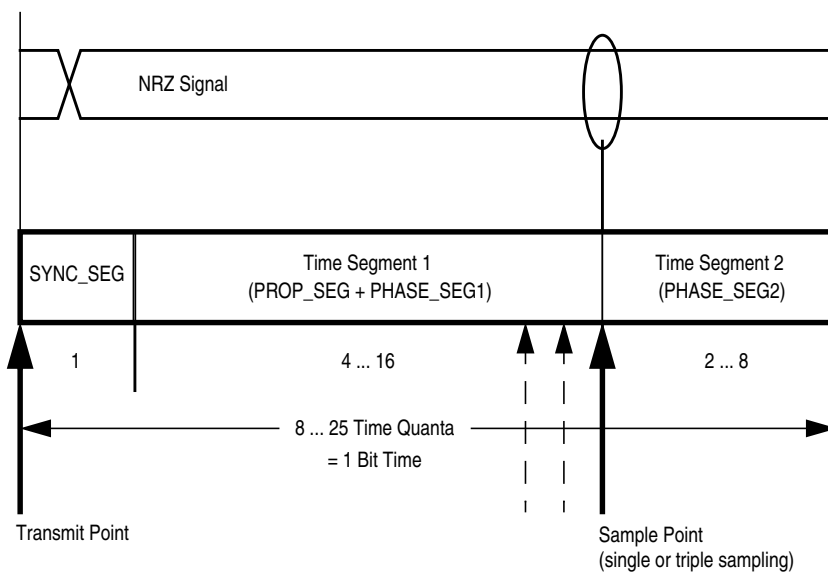 NRZ Signal
SYNC_SEG
Time Segment 1
(PROP_SEG + PHASE_SEG1)
Time Segment 2
(PHASE_SEG2)
1
4 ... 16
2 ... 8
8 ... 25 Time Quanta
= 1 Bit Time
Transmit Point
Sample Point
(single or triple sampling)